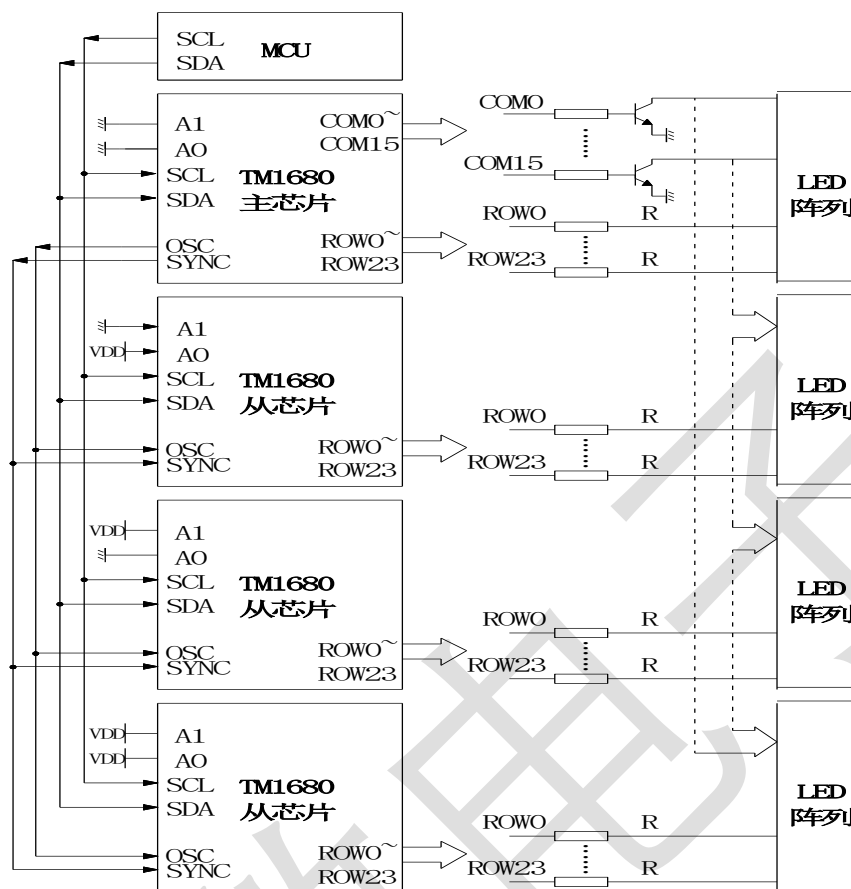 SCL
SDA
MCU
A1
A0
SCL
SDA
OSC
SYNC
TM1680
主芯片
COM0~
COM15
ROW0~
ROW23
COM0
COM15
ROW0
R
ROW23
R
LED
阵列
A1
VDD
A0
SCL
SDA
OSC
SYNC
TM1680
从芯片
ROW0~
ROW23
ROW0
R
ROW23
R
LED
阵列
VDD
A1
A0
SCL
SDA
OSC
SYNC
TM1680
从芯片
ROW0~
ROW23
ROW0
R
ROW23
R
LED
阵列
VDD
A1
VDD
A0
SCL
SDA
OSC
SYNC
TM1680
从芯片
ROW0~
ROW23
ROW0
R
ROW23
R
LED
阵列